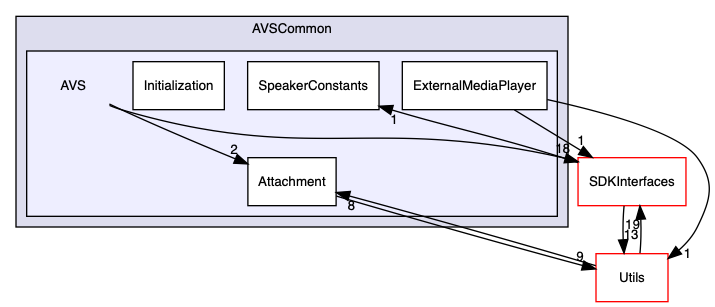 AVSCommon
AVS
Initialization
SpeakerConstants
ExternalMediaPlayer
1
1
18
2
Attachment
SDKInterfaces
8
19
13
9
1
Utils